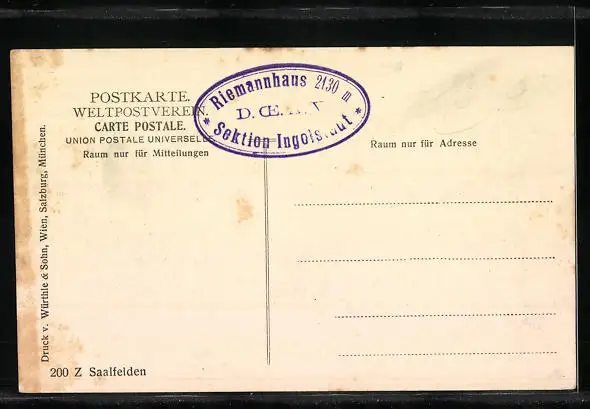 POSTKARTE.
WELTPOSTVEREIN.
CARTE POSTALE.
UNION POSTALE UNIVERSELLE
Raum nur für Mitteilungen
* Riemannhaus 2130 m *
Sektion Ingolstadt
Raum nur für Adresse
Druck v. Würthle & Sohn, Wien, Salzburg, München.
200 Z Saalfelden